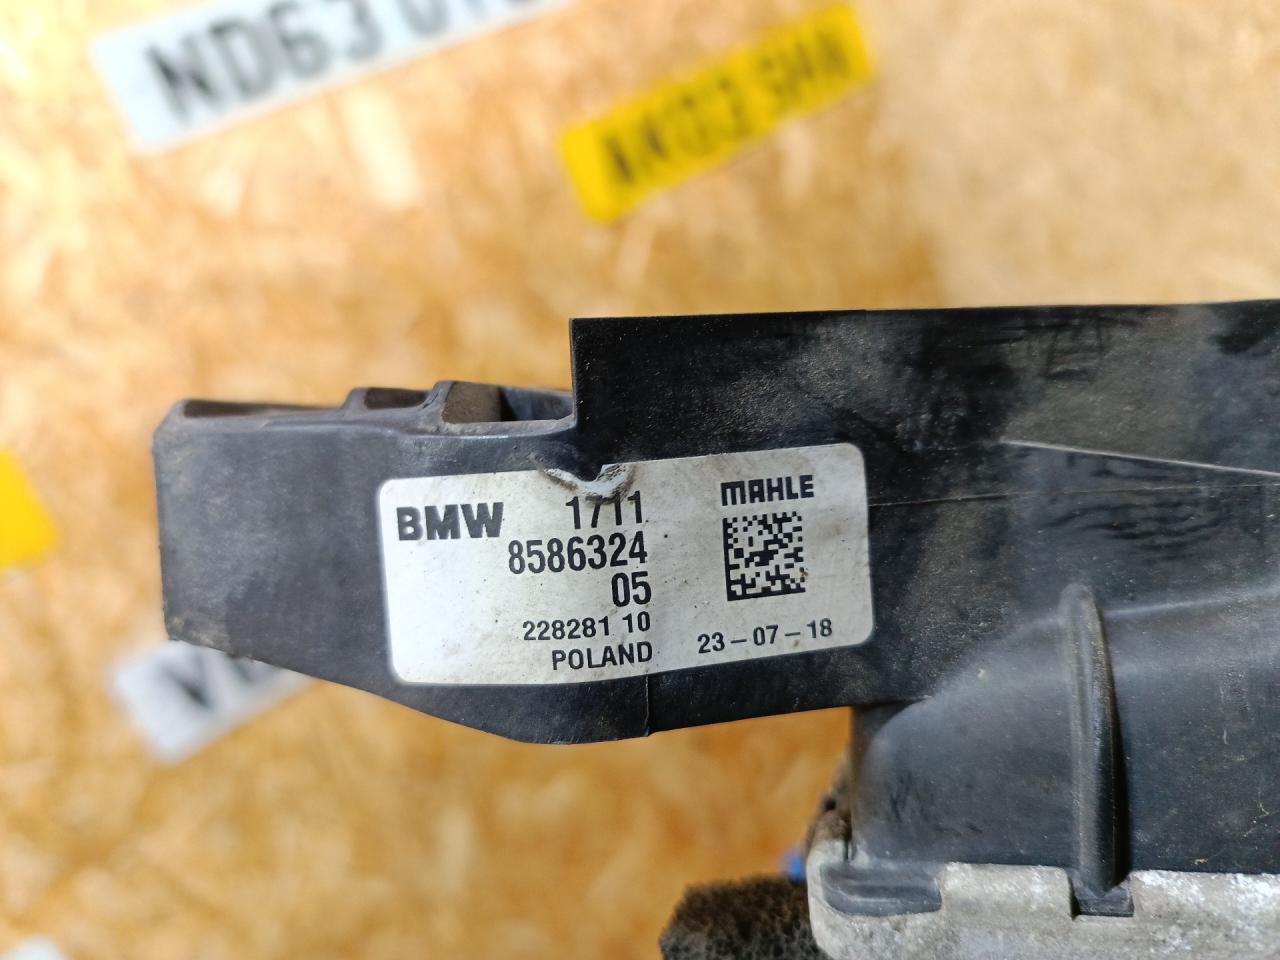 ND63
BMW 1711 MAHLE
8586324
05
228281 10
POLAND 23-07-18